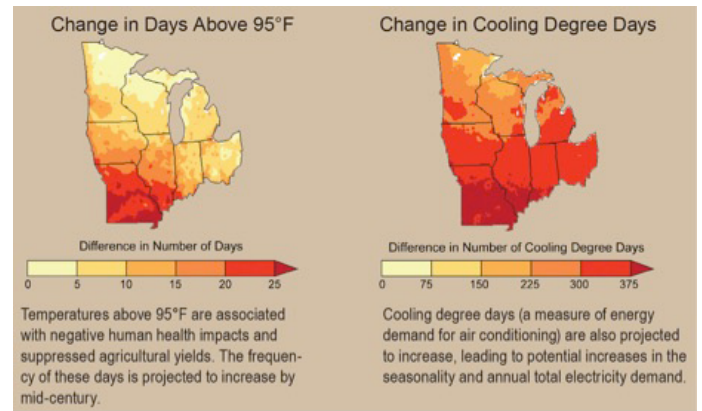 Change in Days Above 95°F
Difference in Number of Days
0 5 10 15 20 25
Temperatures above 95°F are associated
with negative human health impacts and
suppressed agricultural yields. The frequen-
cy of these days is projected to increase by
mid-century.
Change in Cooling Degree Days
Difference in Number of Cooling Degree Days
0 75 150 225 300 375
Cooling degree days (a measure of energy
demand for air conditioning) are also projected
to increase, leading to potential increases in the
seasonality and annual total electricity demand.